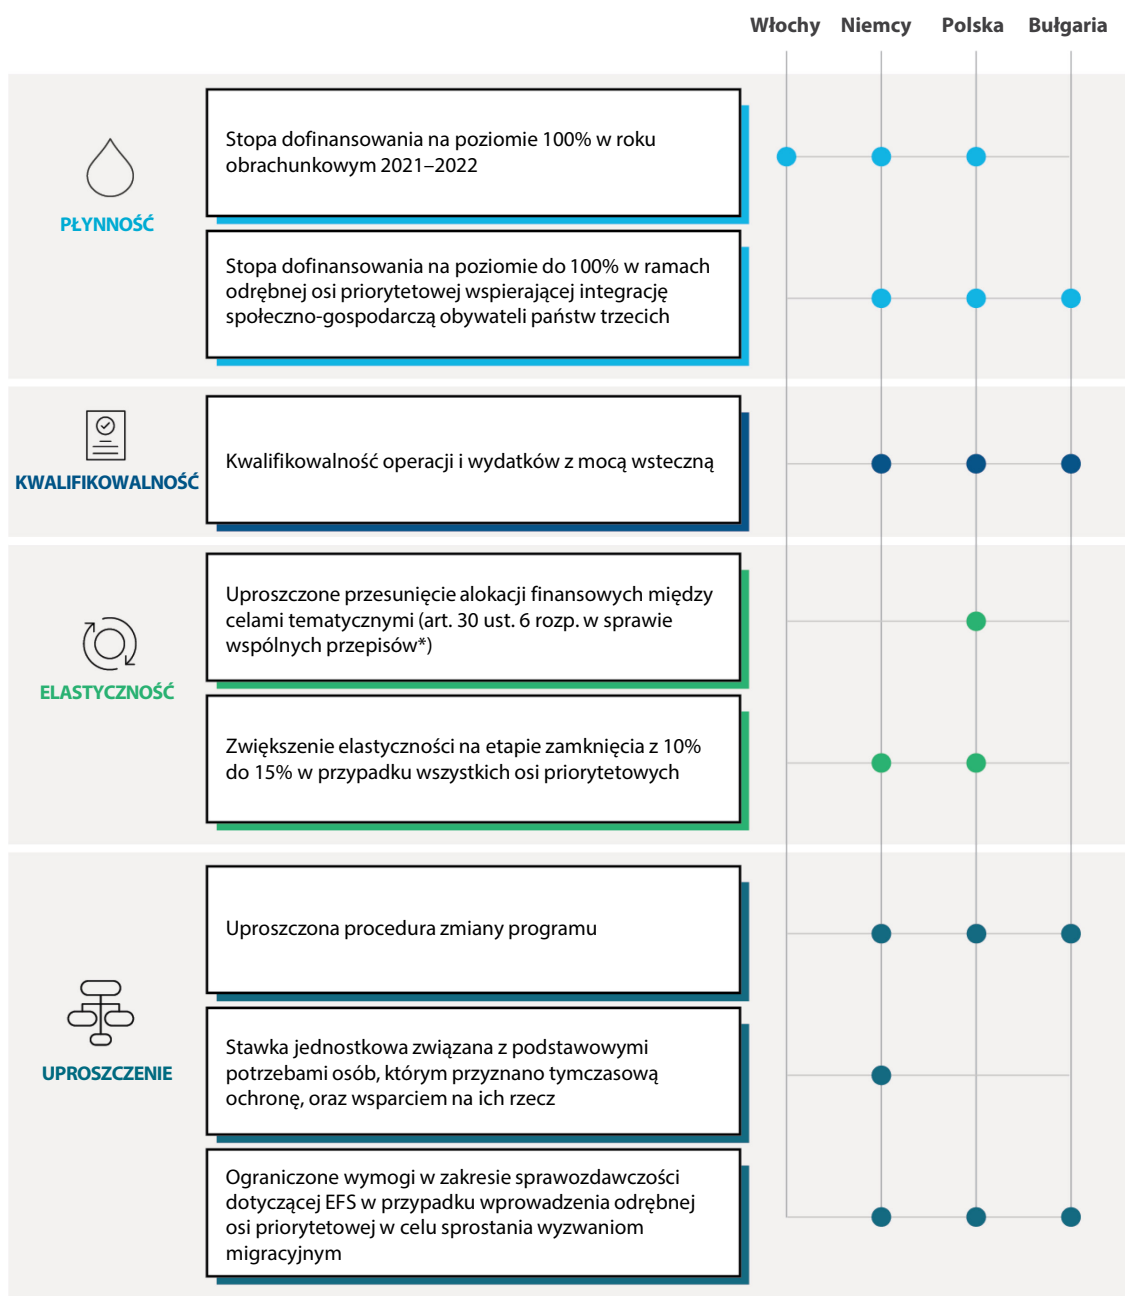 Włochy Niemcy Polska Bułgaria
PŁYNNOŚĆ
Stopa dofinansowania na poziomie 100% w roku
obrachunkowym 2021–2022
Stopa dofinansowania na poziomie do 100% w ramach
odrębnej osi priorytetowej wspierającej integrację
społeczno-gospodarczą obywateli państw trzecich
KWALIFIKOWALNOŚĆ
Kwalifikowalność operacji i wydatków z mocą wsteczną
ELASTYCZNOŚĆ
Uproszczone przesunięcie alokacji finansowych między
celami tematycznymi (art. 30 ust. 6 rozp. w sprawie
wspólnych przepisów*)
Zwiększenie elastyczności na etapie zamknięcia z 10%
do 15% w przypadku wszystkich osi priorytetowych
UPROSZCZENIE
Uproszczona procedura zmiany programu
Stawka jednostkowa związana z podstawowymi
potrzebami osób, którym przyznano tymczasową
ochronę, oraz wsparciem na ich rzecz
Ograniczone wymogi w zakresie sprawozdawczości
dotyczącej EFS w przypadku wprowadzenia odrębnej
osi priorytetowej w celu sprostania wyzwaniom
migracyjnym